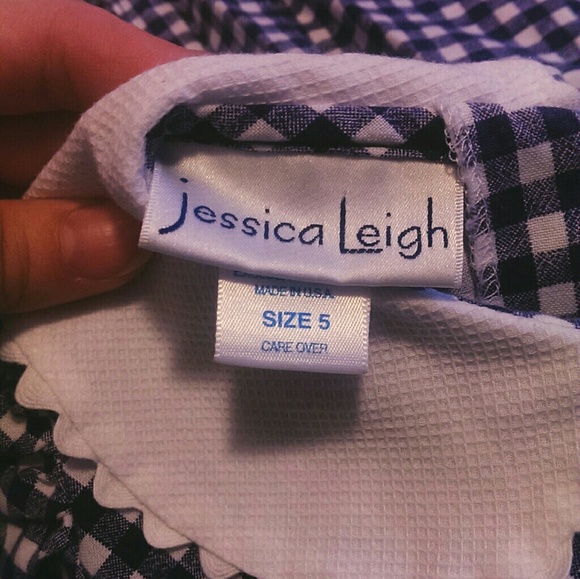 jessica Leigh
MADE IN U.S.A.
SIZE 5
CARE OVER